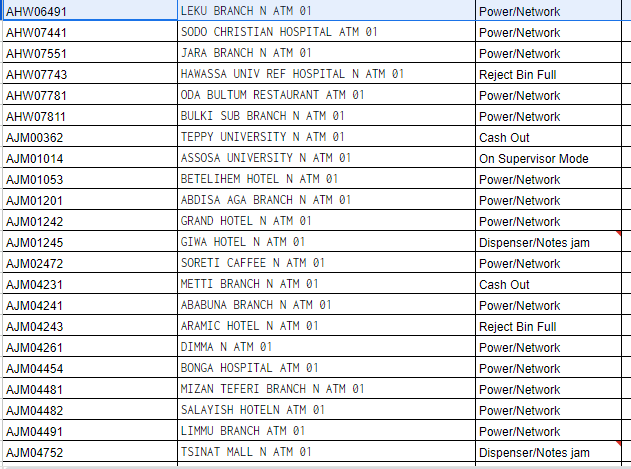 AHW06491 LEKU BRANCH N ATM 01 Power/Network
AHW07441 SODO CHRISTIAN HOSPITAL ATM 01 Power/Network
AHW07551 JARA BRANCH N ATM 01 Power/Network
AHW07743 HAWASSA UNIV REF HOSPITAL N ATM 01 Reject Bin Full
AHW07781 ODA BULTUM RESTAURANT ATM 01 Power/Network
AHW07811 BULKI SUB BRANCH N ATM 01 Power/Network
AJM00362 TEPPY UNIVERSITY N ATM 01 Cash Out
AJM01014 ASSOSA UNIVERSITY N ATM 01 On Supervisor Mode
AJM01053 BETELIHEM HOTEL N ATM 01 Power/Network
AJM01201 ABDISA AGA BRANCH N ATM 01 Power/Network
AJM01242 GRAND HOTEL N ATM 01 Power/Network
AJM01245 GIWA HOTEL N ATM 01 Dispenser/Notes jam
AJM02472 SORETI CAFFEE N ATM 01 Power/Network
AJM04231 METTI BRANCH N ATM 01 Cash Out
AJM04241 ABABUNA BRANCH N ATM 01 Power/Network
AJM04243 ARAMIC HOTEL N ATM 01 Reject Bin Full
AJM04261 DIMMA N ATM 01 Power/Network
AJM04454 BONGA HOSPITAL ATM 01 Power/Network
AJM04481 MIZAN TEFERI BRANCH N ATM 01 Power/Network
AJM04482 SALAYISH HOTELN ATM 01 Power/Network
AJM04491 LIMMU BRANCH ATM 01 Power/Network
AJM04752 TSINAT MALL N ATM 01 Dispenser/Notes jam